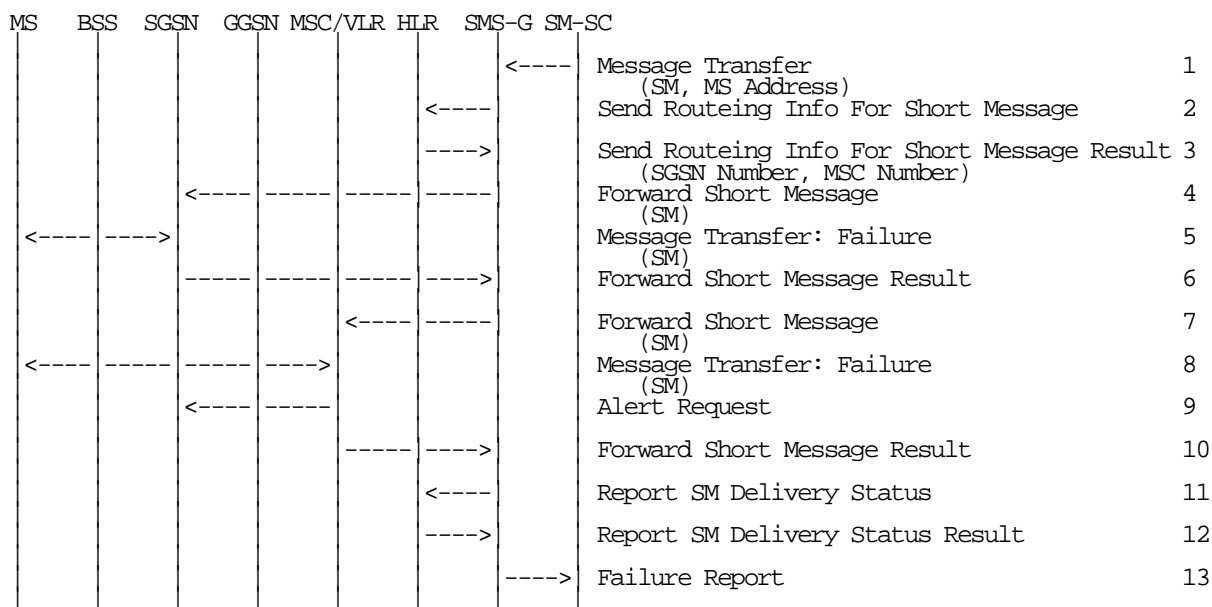 MS BSS SGSN GGSN MSC/VLR HLR SMS-G SM-SC
Message Transfer 1
(SM, MS Address)
Send Routeing Info For Short Message 2
Send Routeing Info For Short Message Result 3
(SGSN Number, MSC Number)
Forward Short Message 4
(SM)
Message Transfer: Failure 5
(SM)
Forward Short Message Result 6
Forward Short Message 7
(SM)
Message Transfer: Failure 8
(SM)
Alert Request 9
Forward Short Message Result 10
Report SM Delivery Status 11
Report SM Delivery Status Result 12
Failure Report 13